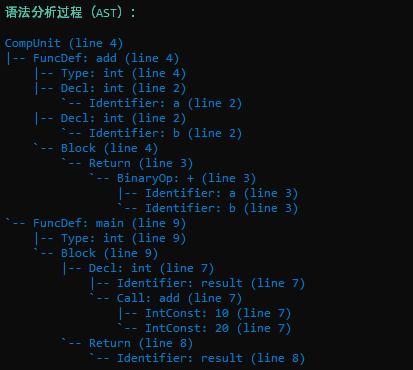 语法分析过程（AST）:
CompUnit (line 4)
|-- FuncDef: add (line 4)
    |-- Type: int (line 4)
    |-- Decl: int (line 2)
        `-- Identifier: a (line 2)
    |-- Decl: int (line 2)
        `-- Identifier: b (line 2)
    `-- Block (line 4)
        `-- Return (line 3)
            `-- BinaryOp: + (line 3)
                |-- Identifier: a (line 3)
                `-- Identifier: b (line 3)
`-- FuncDef: main (line 9)
    |-- Type: int (line 9)
    `-- Block (line 9)
        |-- Decl: int (line 7)
            |-- Identifier: result (line 7)
            `-- Call: add (line 7)
                |-- IntConst: 10 (line 7)
                `-- IntConst: 20 (line 7)
        `-- Return (line 8)
            `-- Identifier: result (line 8)